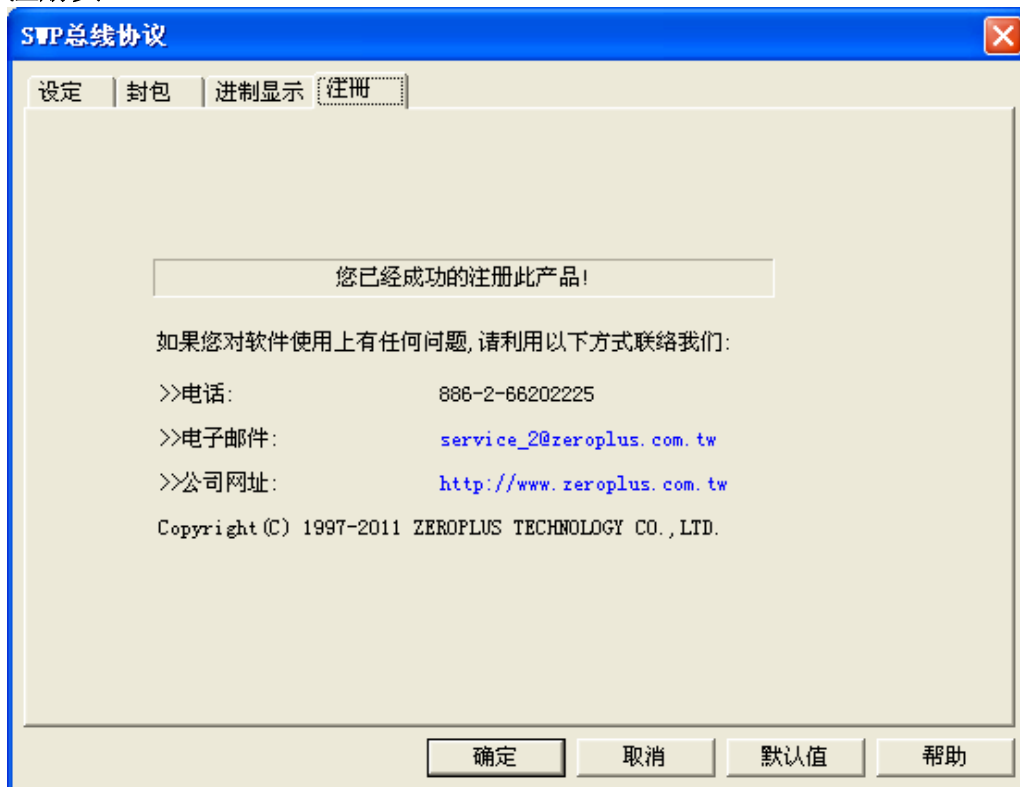 SWP总线协议
设定 封包 进制显示 注册
您已经成功的注册此产品!
如果您对软件使用上有任何问题,请利用以下方式联络我们:
>>电话: 886-2-66202225
>>电子邮件: service_2@zeroplus.com.tw
>>公司网址: http://www.zeroplus.com.tw
Copyright(C) 1997-2011 ZEROPLUS TECHNOLOGY CO.,LTD.
确定 取消 默认值 帮助